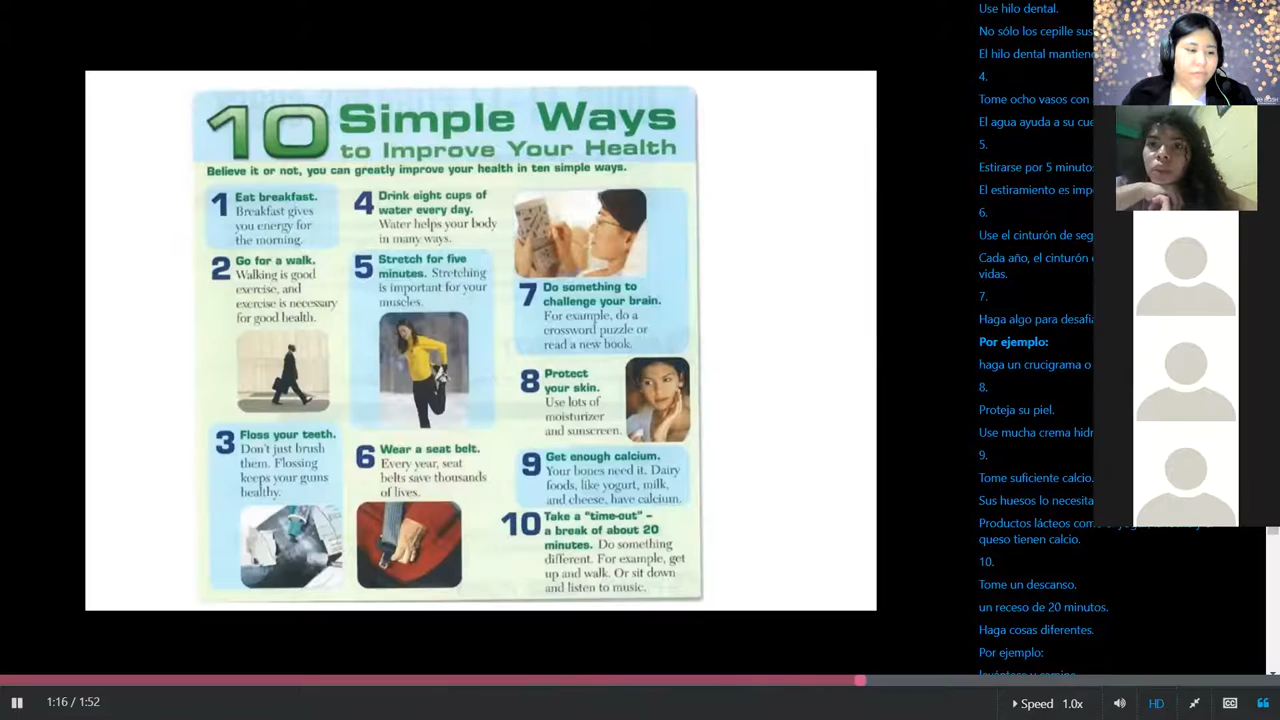 10 Simple Ways
to Improve Your Health
Believe it or not, you can greatly improve your health in ten simple ways.
1 Eat breakfast.
Breakfast gives
you energy for
the morning.
2 Go for a walk.
Walking is good
exercise, and
exercise is necessary
for good health.
3 Floss your teeth.
Don't just brush
them. Flossing
keeps your gums
healthy.
4 Drink eight cups of
water every day.
Water helps your body
in many ways.
5 Stretch for five
minutes. Stretching
is important for your
muscles.
6 Wear a seat belt.
Every year, seat
belts save thousands
of lives.
7 Do something to
challenge your brain.
For example, do a
crossword puzzle or
read a new book.
8 Protect
your skin.
Use lots of
moisturizer
and sunscreen.
9 Get enough calcium.
Your bones need it. Dairy
foods, like yogurt, milk,
and cheese, have calcium.
10 Take a "time-out" –
a break of about 20
minutes. Do something
different. For example, get
up and walk. Or sit down
and listen to music.
Use hilo dental.
No sólo los cepille sus
El hilo dental mantiene
4.
Tome ocho vasos con
El agua ayuda a su
5.
Estirarse por 5 minutos
El estiramiento es
6.
Use el cinturón de
Cada año, el cinturón
vidas.
7.
Haga algo para
Por ejemplo:
haga un crucigrama o
8.
Proteja su piel.
Use mucha crema
9.
Tome suficiente calcio.
Sus huesos lo
Productos lácteos como
queso tienen calcio.
10.
Tome un descanso.
un receso de 20 minutos.
Haga cosas diferentes.
Por ejemplo:
1:16 / 1:52
Speed 1.0x
HD
CC